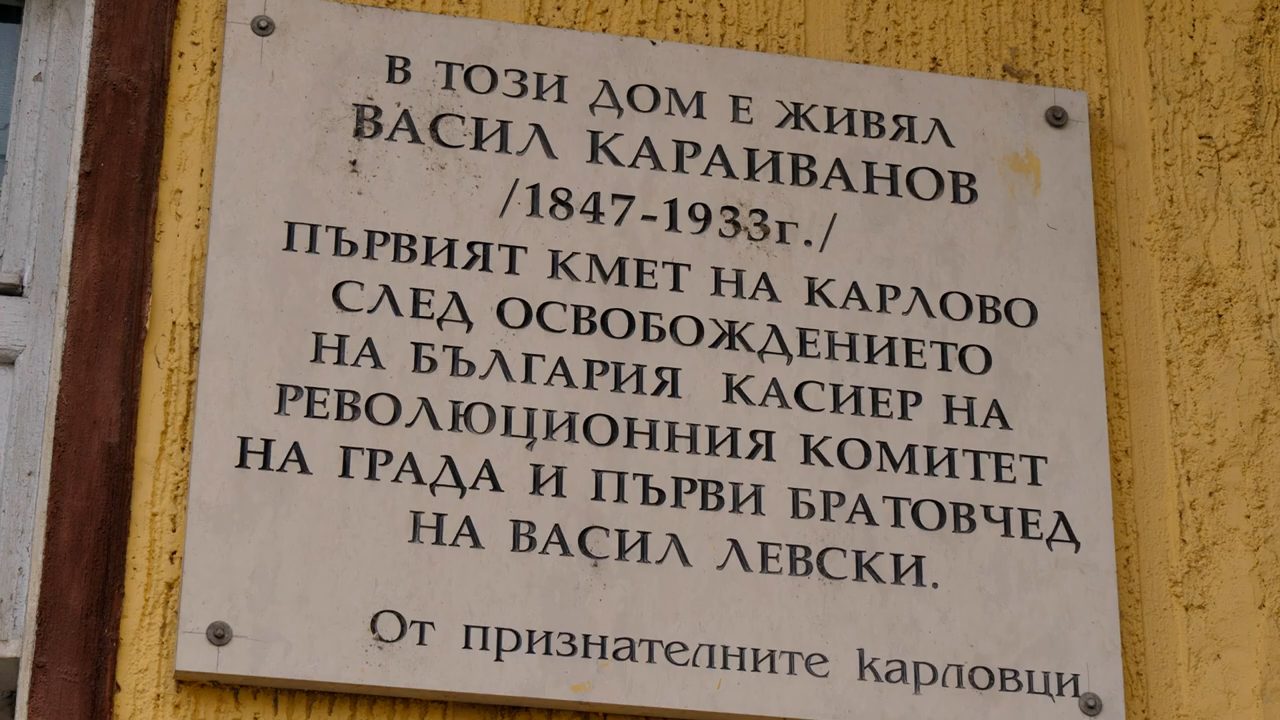 В ТОЗИ ДОМ Е ЖИВЯЛ
ВАСИЛ КАРАИВАНОВ
/1847-1933г./
ПЪРВИЯТ КМЕТ НА КАРЛОВО
СЛЕД ОСВОБОЖДЕНИЕТО
НА БЪЛГАРИЯ КАСИЕР НА
РЕВОЛЮЦИОННИЯ КОМИТЕТ
НА ГРАДА И ПЪРВИ БРАТОВЧЕД
НА ВАСИЛ ЛЕВСКИ.
От признателните карловци